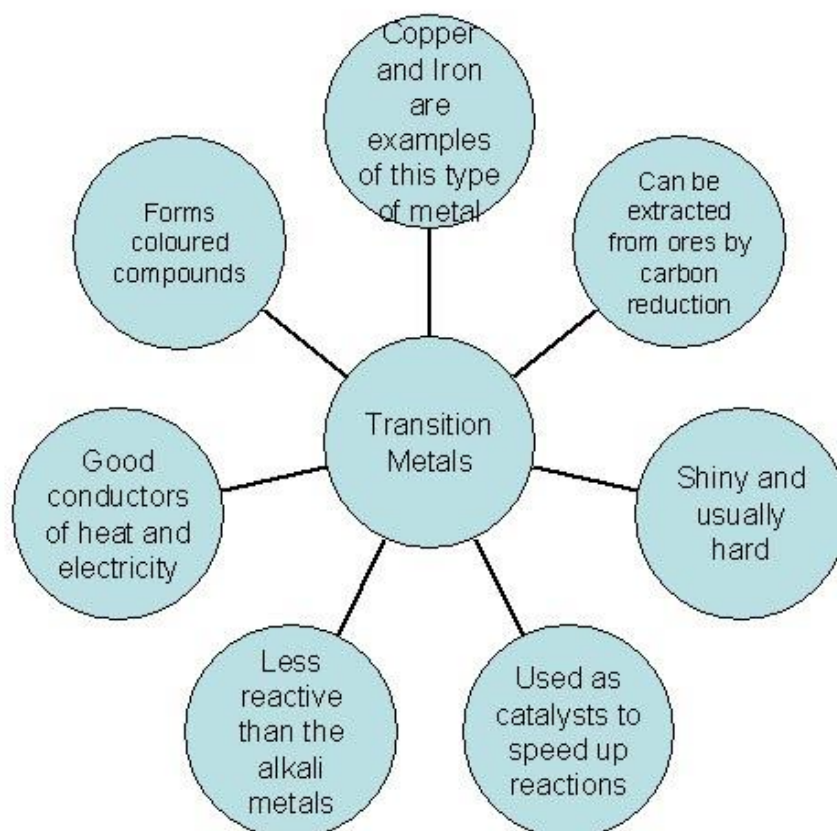 Copper
and Iron
are
examples
of this type
of metal
Can be
extracted
from ores by
carbon
reduction
Shiny and
usually
hard
Used as
catalysts to
speed up
reactions
Less
reactive
than the
alkali
metals
Good
conductors
of heat and
electricity
Forms
coloured
compounds
Transition
Metals